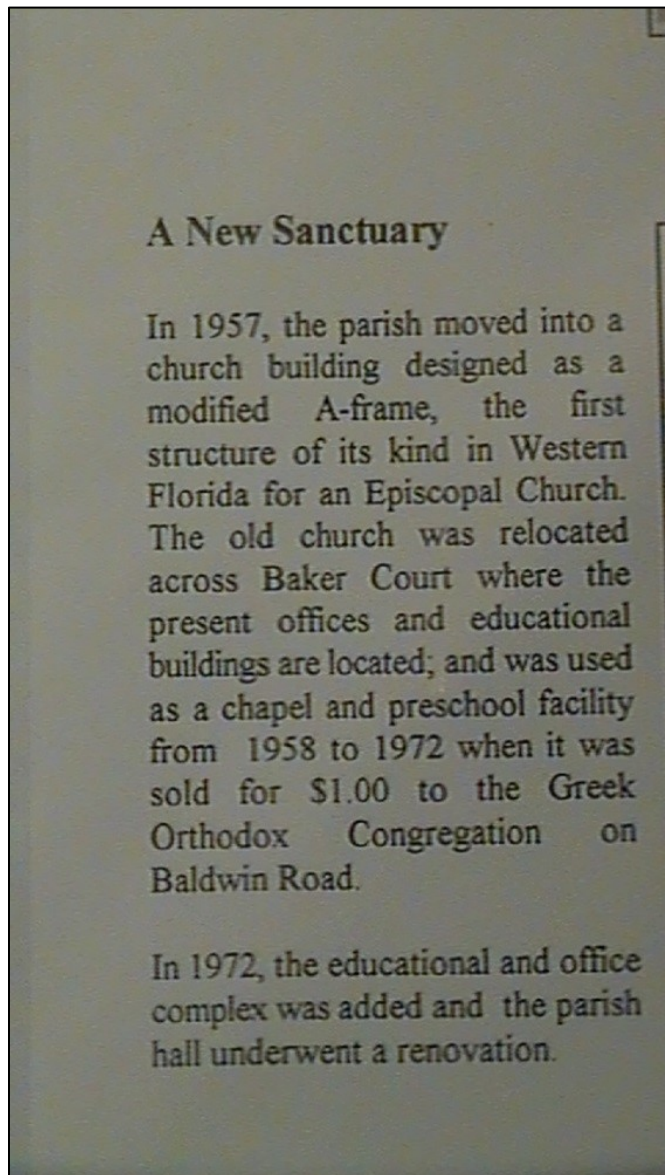 A New Sanctuary
In 1957, the parish moved into a
church building designed as a
modified A-frame, the first
structure of its kind in Western
Florida for an Episcopal Church.
The old church was relocated
across Baker Court where the
present offices and educational
buildings are located; and was used
as a chapel and preschool facility
from 1958 to 1972 when it was
sold for $1.00 to the Greek
Orthodox Congregation on
Baldwin Road.
In 1972, the educational and office
complex was added and the parish
hall underwent a renovation.